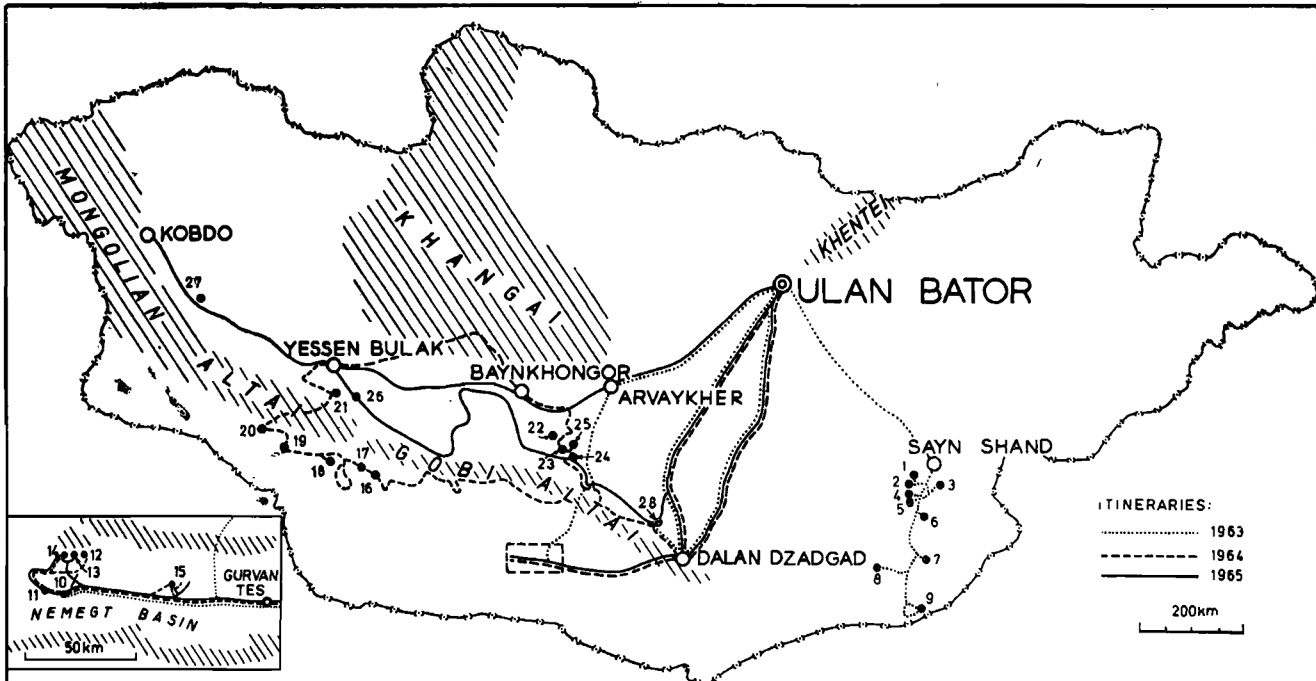 MONGOLIAN ALTAI
KHANGAI
KHENTEI
KOBDO
27
ULAN BATOR
YESSEN BULAK
BAYNKHONGOR
ARVAYKHER
21
26
20
19
18
17
16
GOBI ALTAI
22
25
23
24
28
DALAN DZADGAD
SAYN SHAND
1
2
3
4
5
6
7
8
9
ITINERARIES:
1963
1964
1965
200km
14
12
13
10
11
15
GURVAN
TES
NEMEGT BASIN
50km